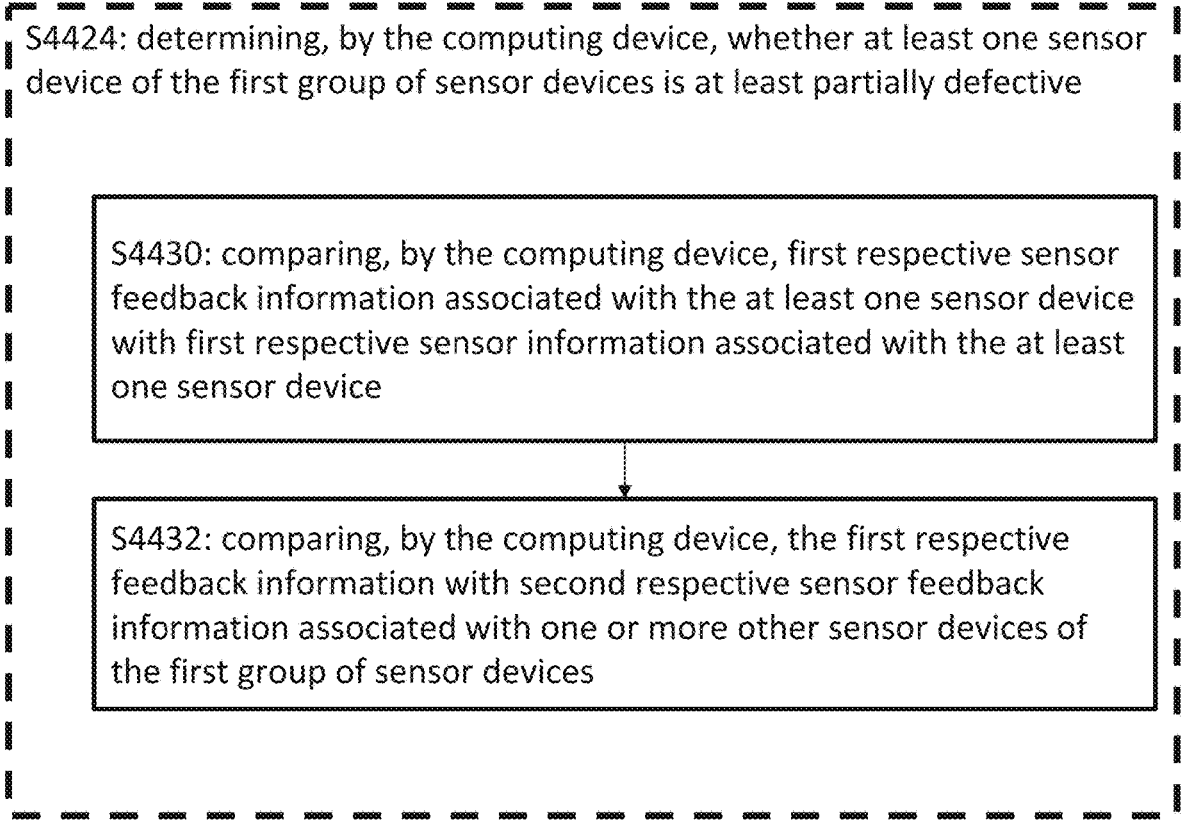 S4424: determining, by the computing device, whether at least one sensor
device of the first group of sensor devices is at least partially defective
S4430: comparing, by the computing device, first respective sensor
feedback information associated with the at least one sensor device
with first respective sensor information associated with the at least
one sensor device
S4432: comparing, by the computing device, the first respective
feedback information with second respective sensor feedback
information associated with one or more other sensor devices of
the first group of sensor devices